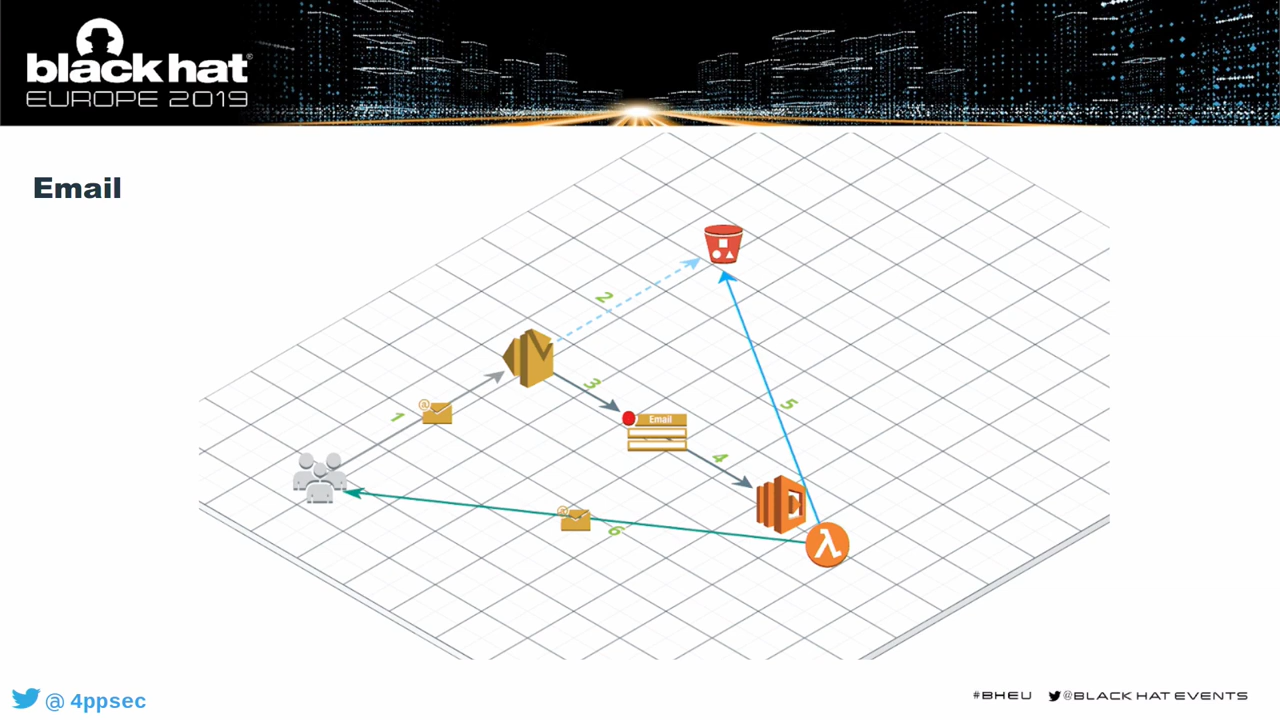 black hat®
EUROPE 2019
Email
2
3
1
Email
5
4
6
λ
@ 4ppsec
#BHEU
@BLACK HAT EVENTS